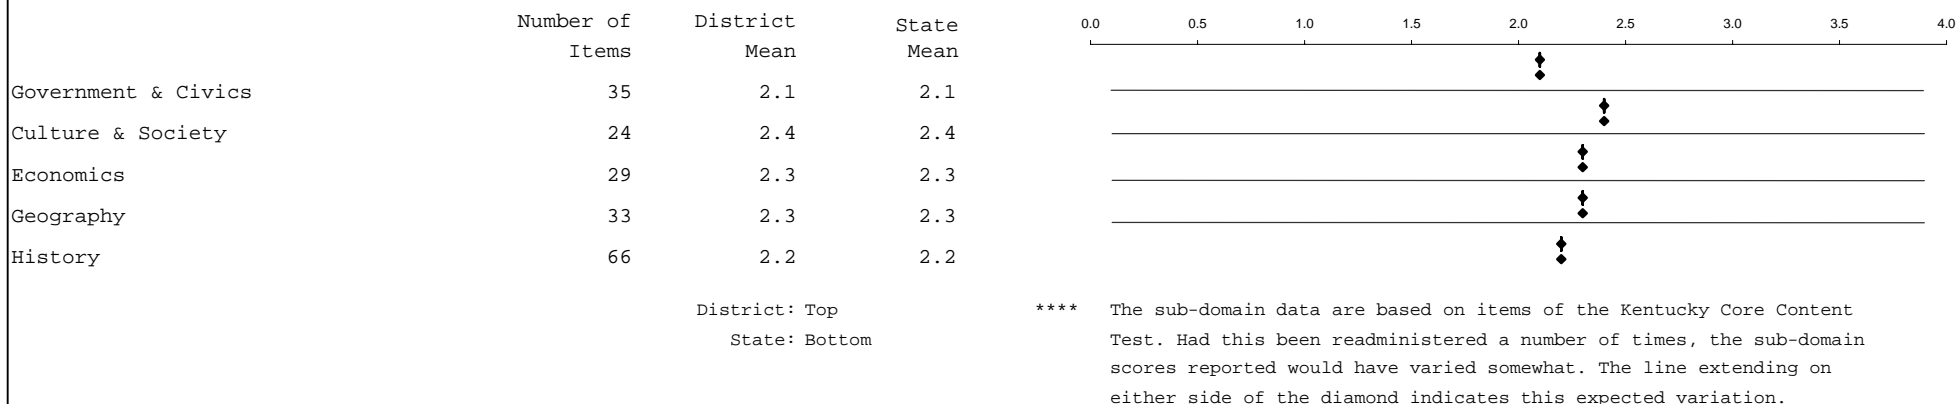 Number of District State 0.0 0.5 1.0 1.5 2.0 2.5 3.0 3.5 4.0
Items Mean Mean
Government & Civics 35 2.1 2.1
Culture & Society 24 2.4 2.4
Economics 29 2.3 2.3
Geography 33 2.3 2.3
History 66 2.2 2.2
District: Top **** The sub-domain data are based on items of the Kentucky Core Content
State: Bottom Test. Had this been readministered a number of times, the sub-domain
scores reported would have varied somewhat. The line extending on
either side of the diamond indicates this expected variation.